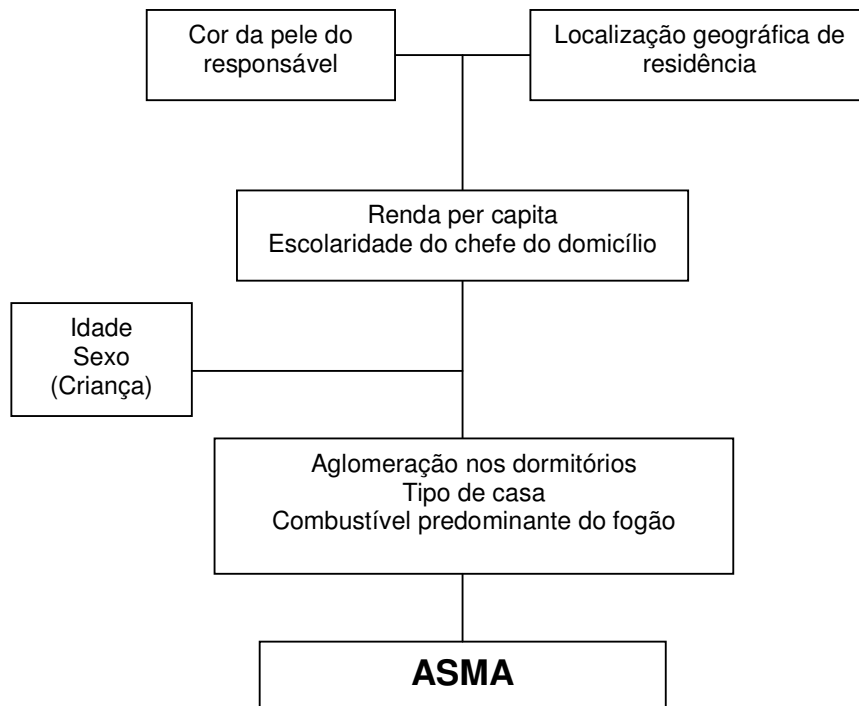 Cor da pele do
responsável
Localização geográfica de
residência
Renda per capita
Escolaridade do chefe do domicílio
Idade
Sexo
(Criança)
Aglomeração nos dormitórios
Tipo de casa
Combustível predominante do fogão
ASMA